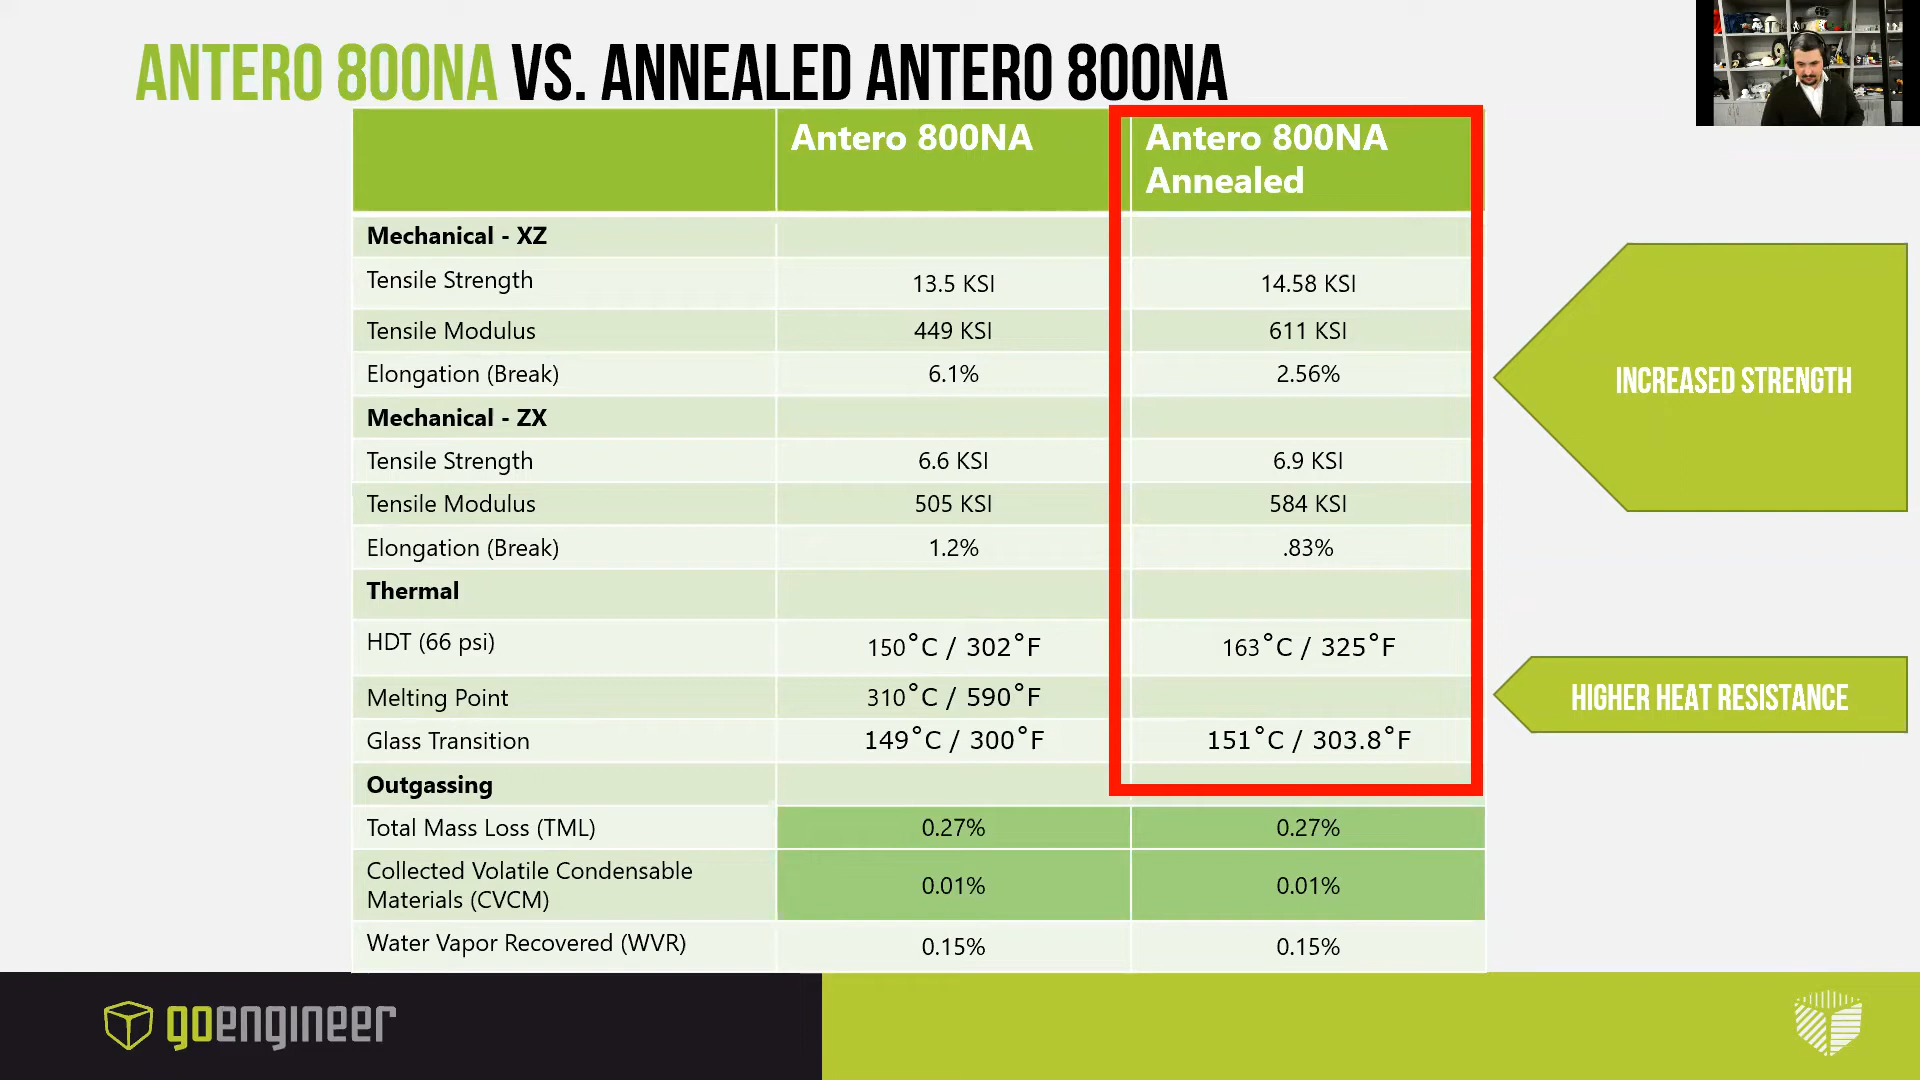 ANTERO 800NA VS. ANNEALED ANTERO 800NA
Antero 800NA
Antero 800NA
Annealed
Mechanical - XZ
Tensile Strength 13.5 KSI 14.58 KSI
Tensile Modulus 449 KSI 611 KSI
Elongation (Break) 6.1% 2.56%
Mechanical - ZX
Tensile Strength 6.6 KSI 6.9 KSI
Tensile Modulus 505 KSI 584 KSI
Elongation (Break) 1.2% .83%
Thermal
HDT (66 psi) 150°C / 302°F 163°C / 325°F
Melting Point 310°C / 590°F
Glass Transition 149°C / 300°F 151°C / 303.8°F
Outgassing
Total Mass Loss (TML) 0.27% 0.27%
Collected Volatile Condensable
Materials (CVCM) 0.01% 0.01%
Water Vapor Recovered (WVR) 0.15% 0.15%
INCREASED STRENGTH
HIGHER HEAT RESISTANCE
goengineer